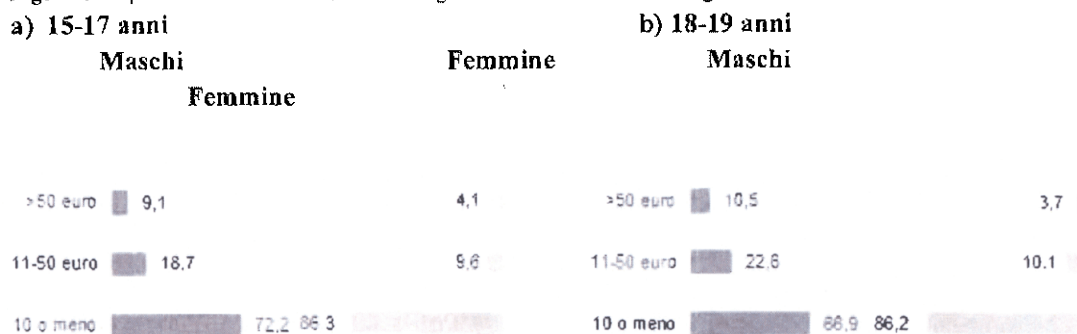 a) 15-17 anni b) 18-19 anni
Maschi Femmine Maschi
Femmine
>50 euro 9,1 4,1 >50 euro 10,5 3,7
11-50 euro 18,7 9,6 11-50 euro 22,6 10.1
10 o meno 72,2 86 3 10 o meno 66,9 86,2